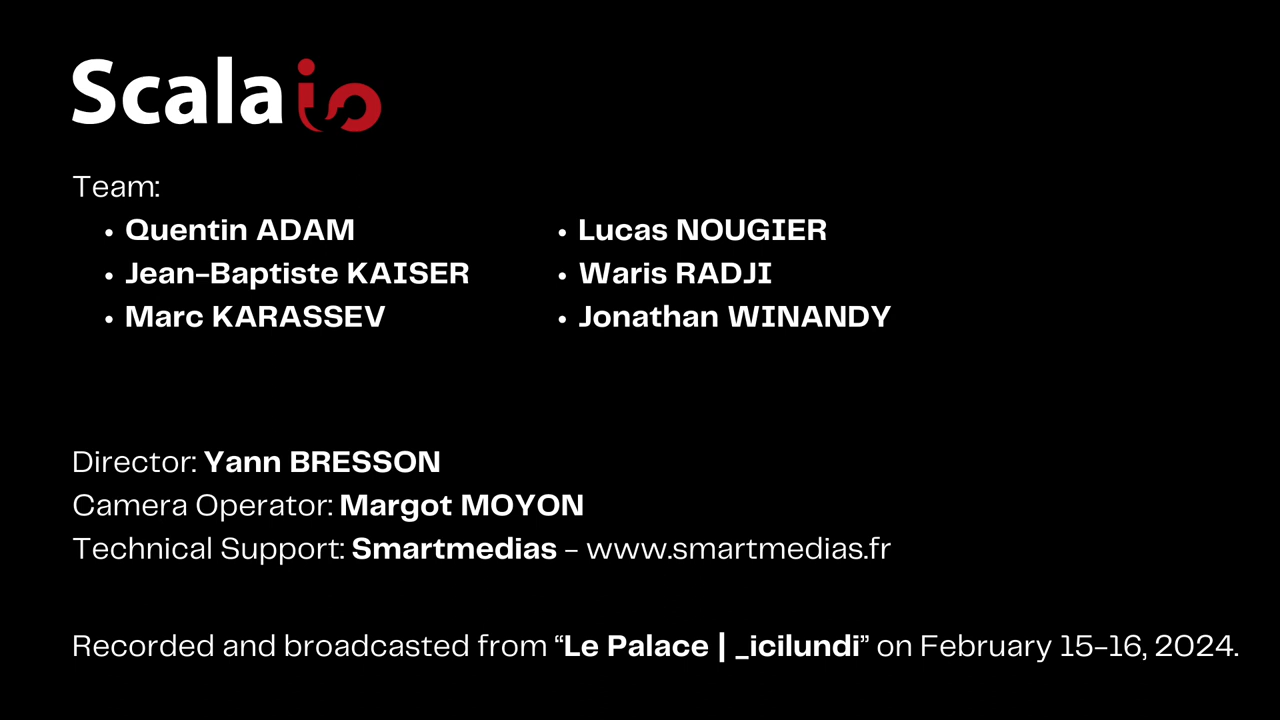 Scala io
Team:
• Quentin ADAM
• Jean-Baptiste KAISER
• Marc KARASSEV
• Lucas NOUGIER
• Waris RADJI
• Jonathan WINANDY
Director: Yann BRESSON
Camera Operator: Margot MOYON
Technical Support: Smartmedias - www.smartmedias.fr
Recorded and broadcasted from “Le Palace | _icilundi” on February 15-16, 2024.